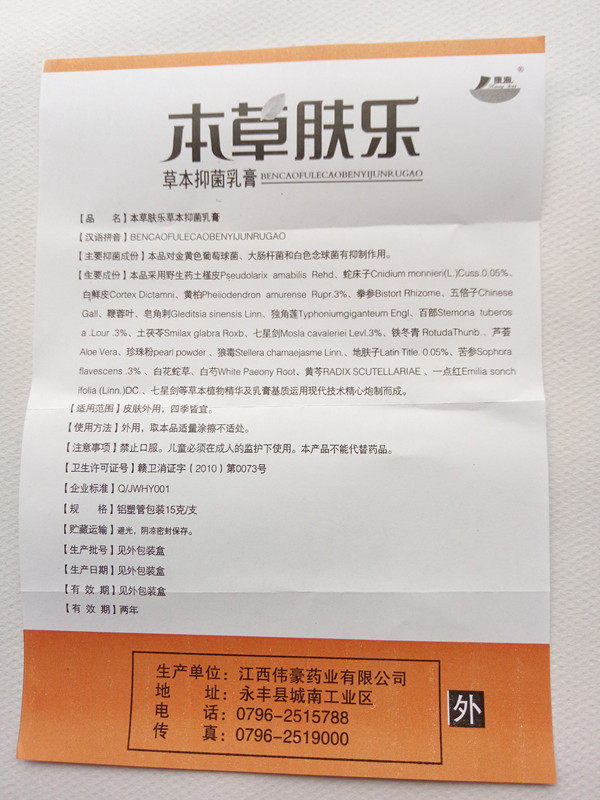 康海 ®
Kang hai
本草肤乐
草本抑菌乳膏 BENCAOFULECAOBENYIJUNRUGAO
【品　　名】本草肤乐草本抑菌乳膏
【汉语拼音】BENCAOFULECAOBENYIJUNRUGAO
【主要抑菌成份】本品对金黄色葡萄球菌、大肠杆菌和白色念球菌有抑制作用。
【主要成份】本品采用野生药土槿皮Pseudolarix amabilis Rehd、蛇床子Cnidium monnieri(L.)Cuss.0.05%、
白鲜皮Cortex Dictamni、黄柏Pheiiodendron amurense Rupr.3%、拳参Bistort Rhizome、五倍子Chinese
Gall、鞭蓉叶、皂角刺Gleditsia sinensis Linn、独角莲Typhoniumgiganteum Engl、百部Stemona tuberos
a .Lour .3%、土茯苓Smilax glabra Roxb、七星剑Mosla cavaleriei Levl.3%、铁冬青 RotudaThunb.、芦荟
Aloe Vera、珍珠粉pearl powder 、狼毒Stellera chamaejasme Linn.、地肤子Latin Title. 0.05%、苦参Sophora
flavescens .3% 、白花蛇草、白芍White Paeony Root、黄芩RADIX SCUTELLARIAE 、一点红Emilia sonch
ifolia (Linn.)DC.、七星剑等草本植物精华及乳膏基质运用现代技术精心炮制而成。
【适用范围】皮肤外用，四季皆宜。
【使用方法】外用，取本品适量涂擦不适处。
【注意事项】禁止口服。儿童必须在成人的监护下使用。本产品不能代替药品。
【卫生许可证号】赣卫消证字（2010）第0073号
【企业标准】Q/JWHY001
【规　　格】铝塑管包装15克/支
【贮藏运输】避光，阴凉密封保存。
【生产批号】见外包装盒
【生产日期】见外包装盒
【有 效 期】见外包装盒
【有 效 期】两年
生产单位：江西伟豪药业有限公司
地　　址：永丰县城南工业区
电　　话：0796-2515788
传　　真：0796-2519000
外